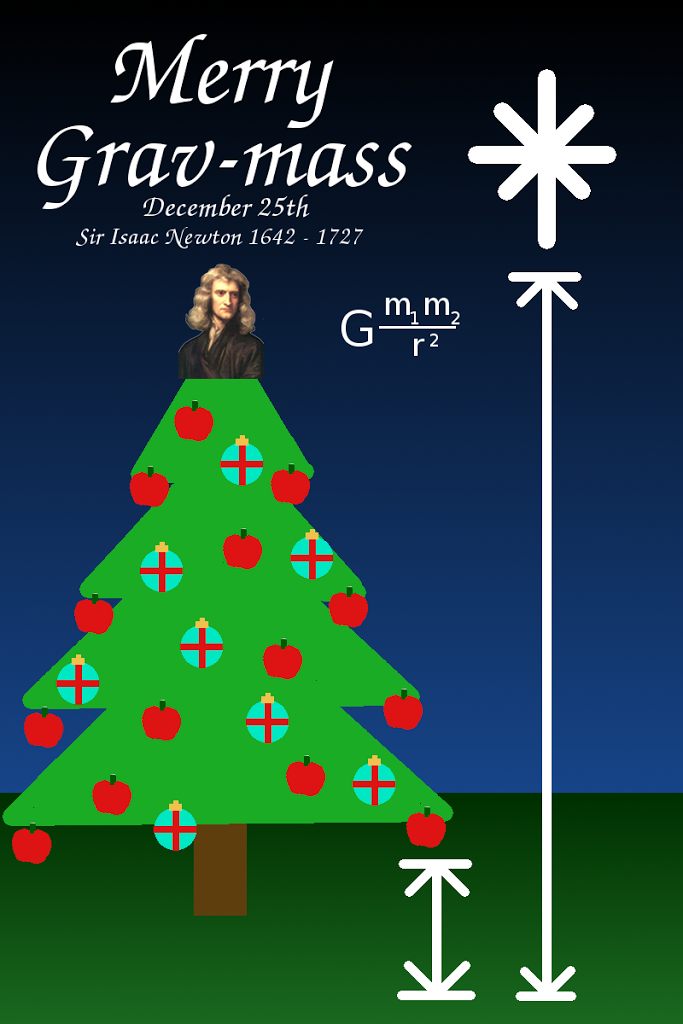 Merry
Grav-mass
December 25th
Sir Isaac Newton 1642 - 1727
G m₁m₂
r²